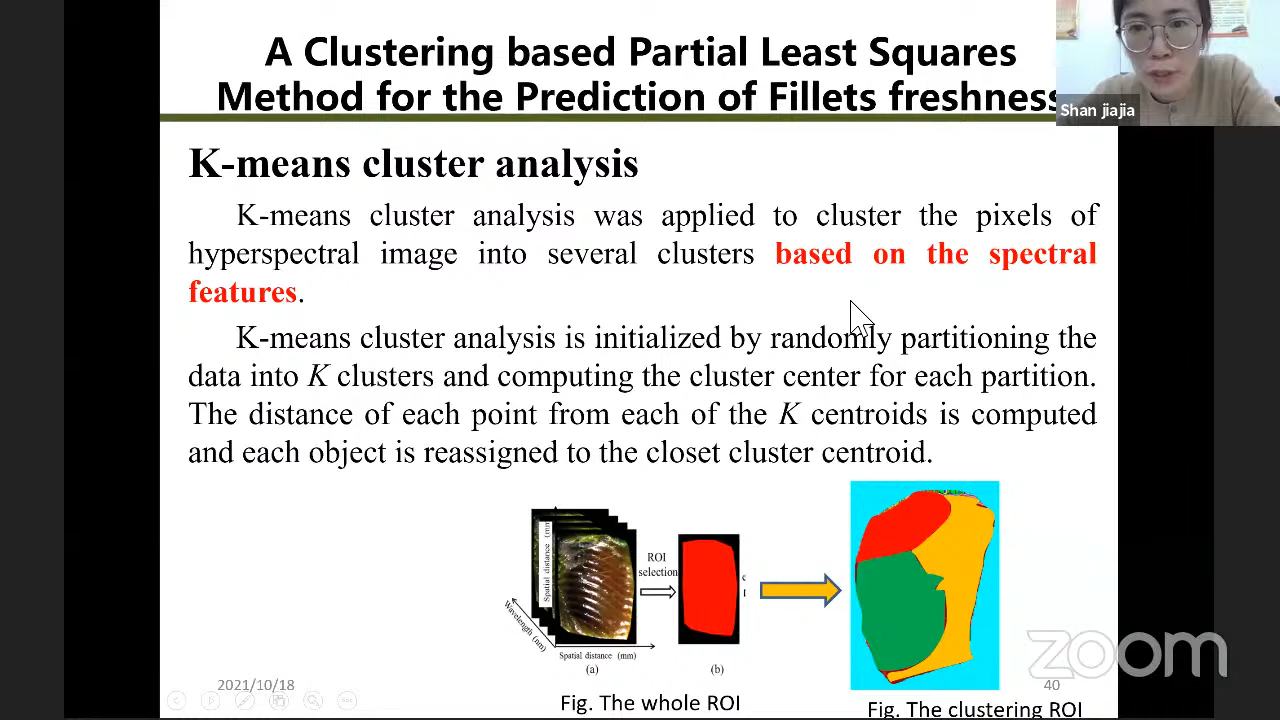 A Clustering based Partial Least Squares
Method for the Prediction of Fillets freshness
Shan jiajia
K-means cluster analysis
K-means cluster analysis was applied to cluster the pixels of
hyperspectral image into several clusters based on the spectral
features.
K-means cluster analysis is initialized by randomly partitioning the
data into K clusters and computing the cluster center for each partition.
The distance of each point from each of the K centroids is computed
and each object is reassigned to the closet cluster centroid.
Spatial distance (mm
Wavelength (nm)
Spatial distance (mm)
(a)
ROI
selection
(b)
Fig. The whole ROI
Fig. The clustering ROI
2021/10/18
40
zoom